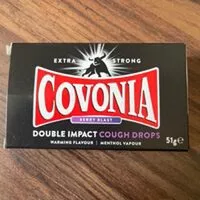 EXTRA STRONG
COVONIA
BERRY BLAST
DOUBLE IMPACT COUGH DROPS
WARMING FLAVOUR | MENTHOL VAPOUR
51g℮